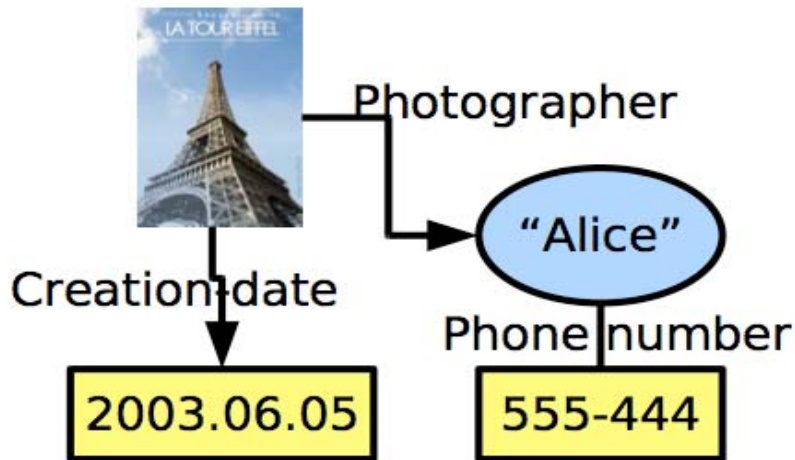 LA TOUR EIFFEL
Photographer
“Alice”
Creation-date
Phone number
2003.06.05
555-444